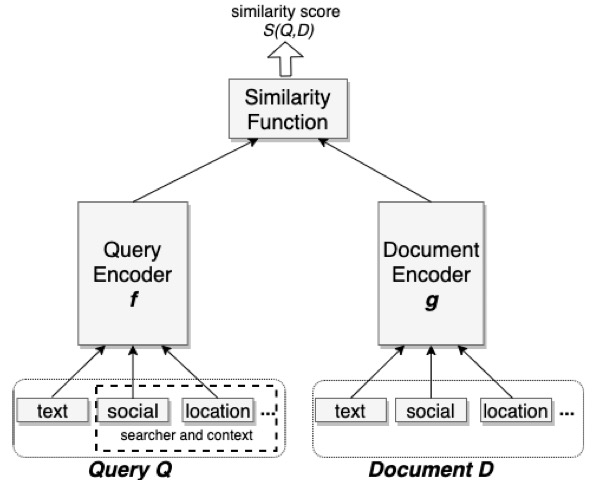 similarity score
S(Q,D)
Similarity
Function
Query
Encoder
f
Document
Encoder
g
text
social
location
...
searcher and context
text
social
location
...
Query Q
Document D